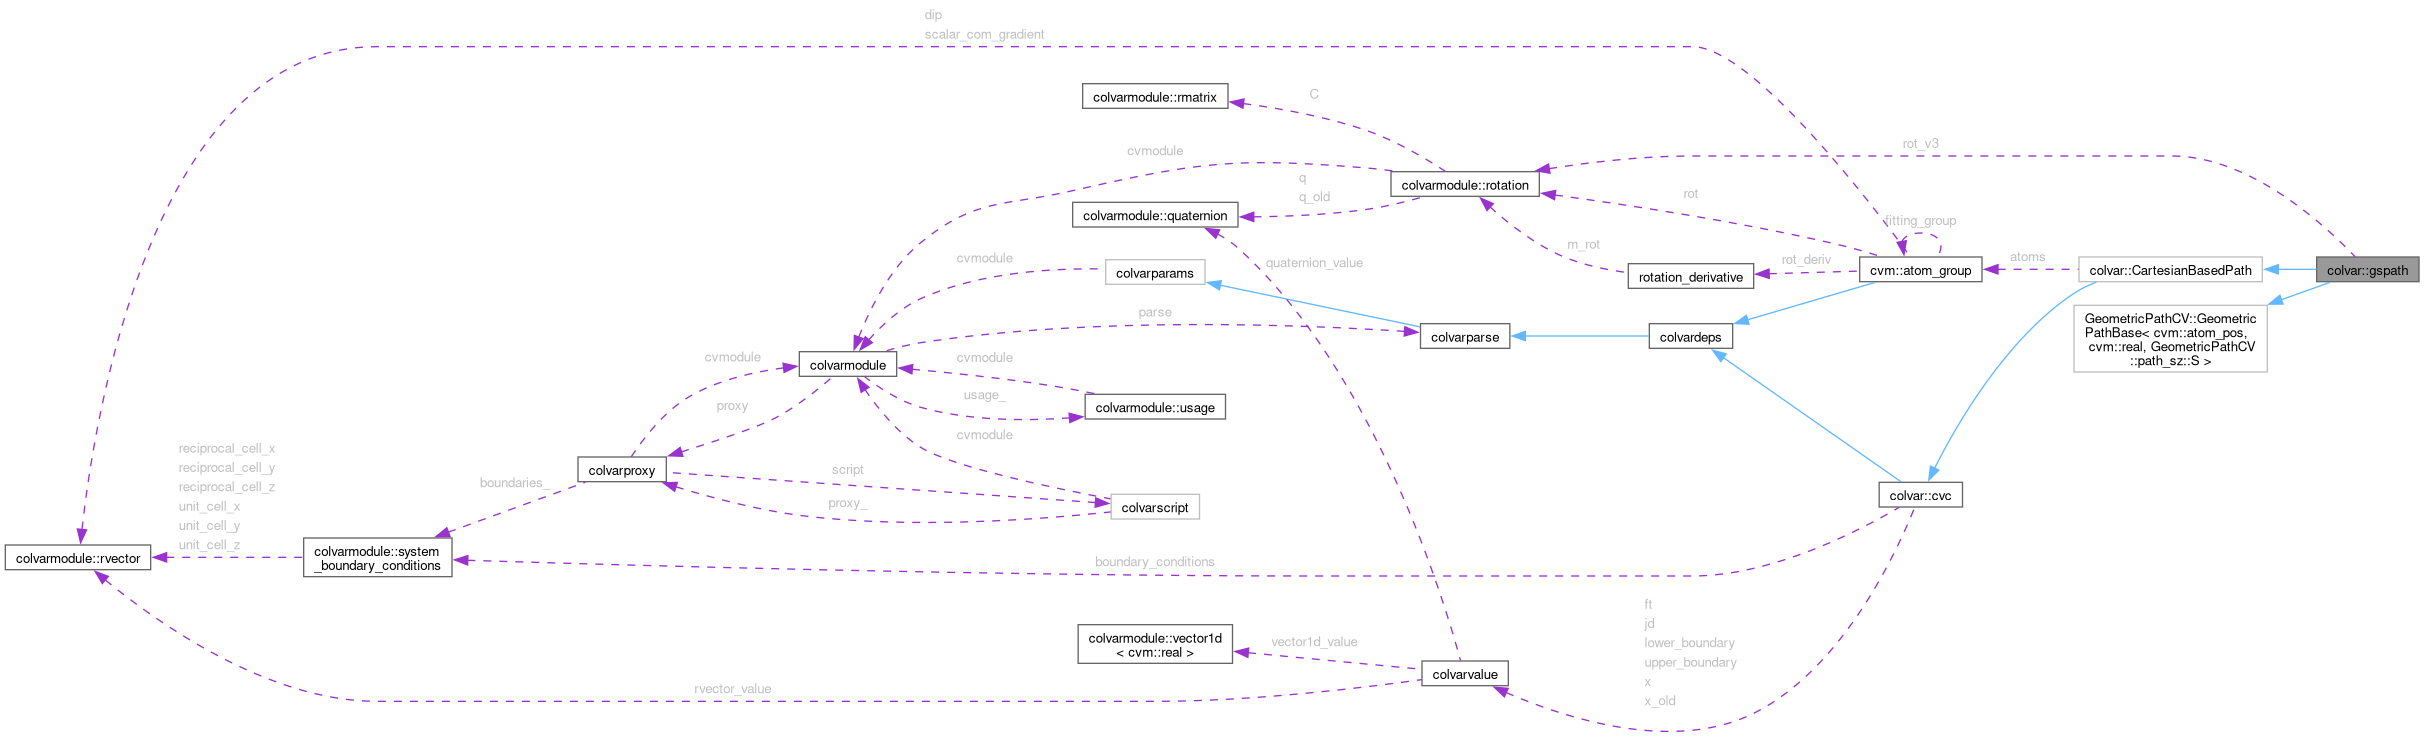 dip
scalar_com_gradient
colvarmodule::rmatrix
C
cvmodule
rot_v3
q
q_old
colvarmodule::rotation
rot
colvarmodule::quaternion
fitting_group
cvmodule
quaternion_value
m_rot
rot_deriv
atoms
colvarparams
rotation_derivative
cvm::atom_group
colvar::CartesianBasedPath
colvar::gspath
parse
GeometricPathCV::Geometric
PathBase< cvm::atom_pos,
cvm::real, GeometricPathCV
::path_sz::S >
colvarparse
colvardeps
cvmodule
colvarmodule
cvmodule
proxy
usage_
colvarmodule::usage
cvmodule
reciprocal_cell_x
reciprocal_cell_y
reciprocal_cell_z
unit_cell_x
unit_cell_y
unit_cell_z
colvarproxy
script
boundaries_
proxy_
colvarscript
colvar::cvc
colvarmodule::rvector
colvarmodule::system
_boundary_conditions
boundary_conditions
ft
jd
lower_boundary
upper_boundary
x
x_old
colvarmodule::vector1d
< cvm::real >
vector1d_value
colvarvalue
rvector_value